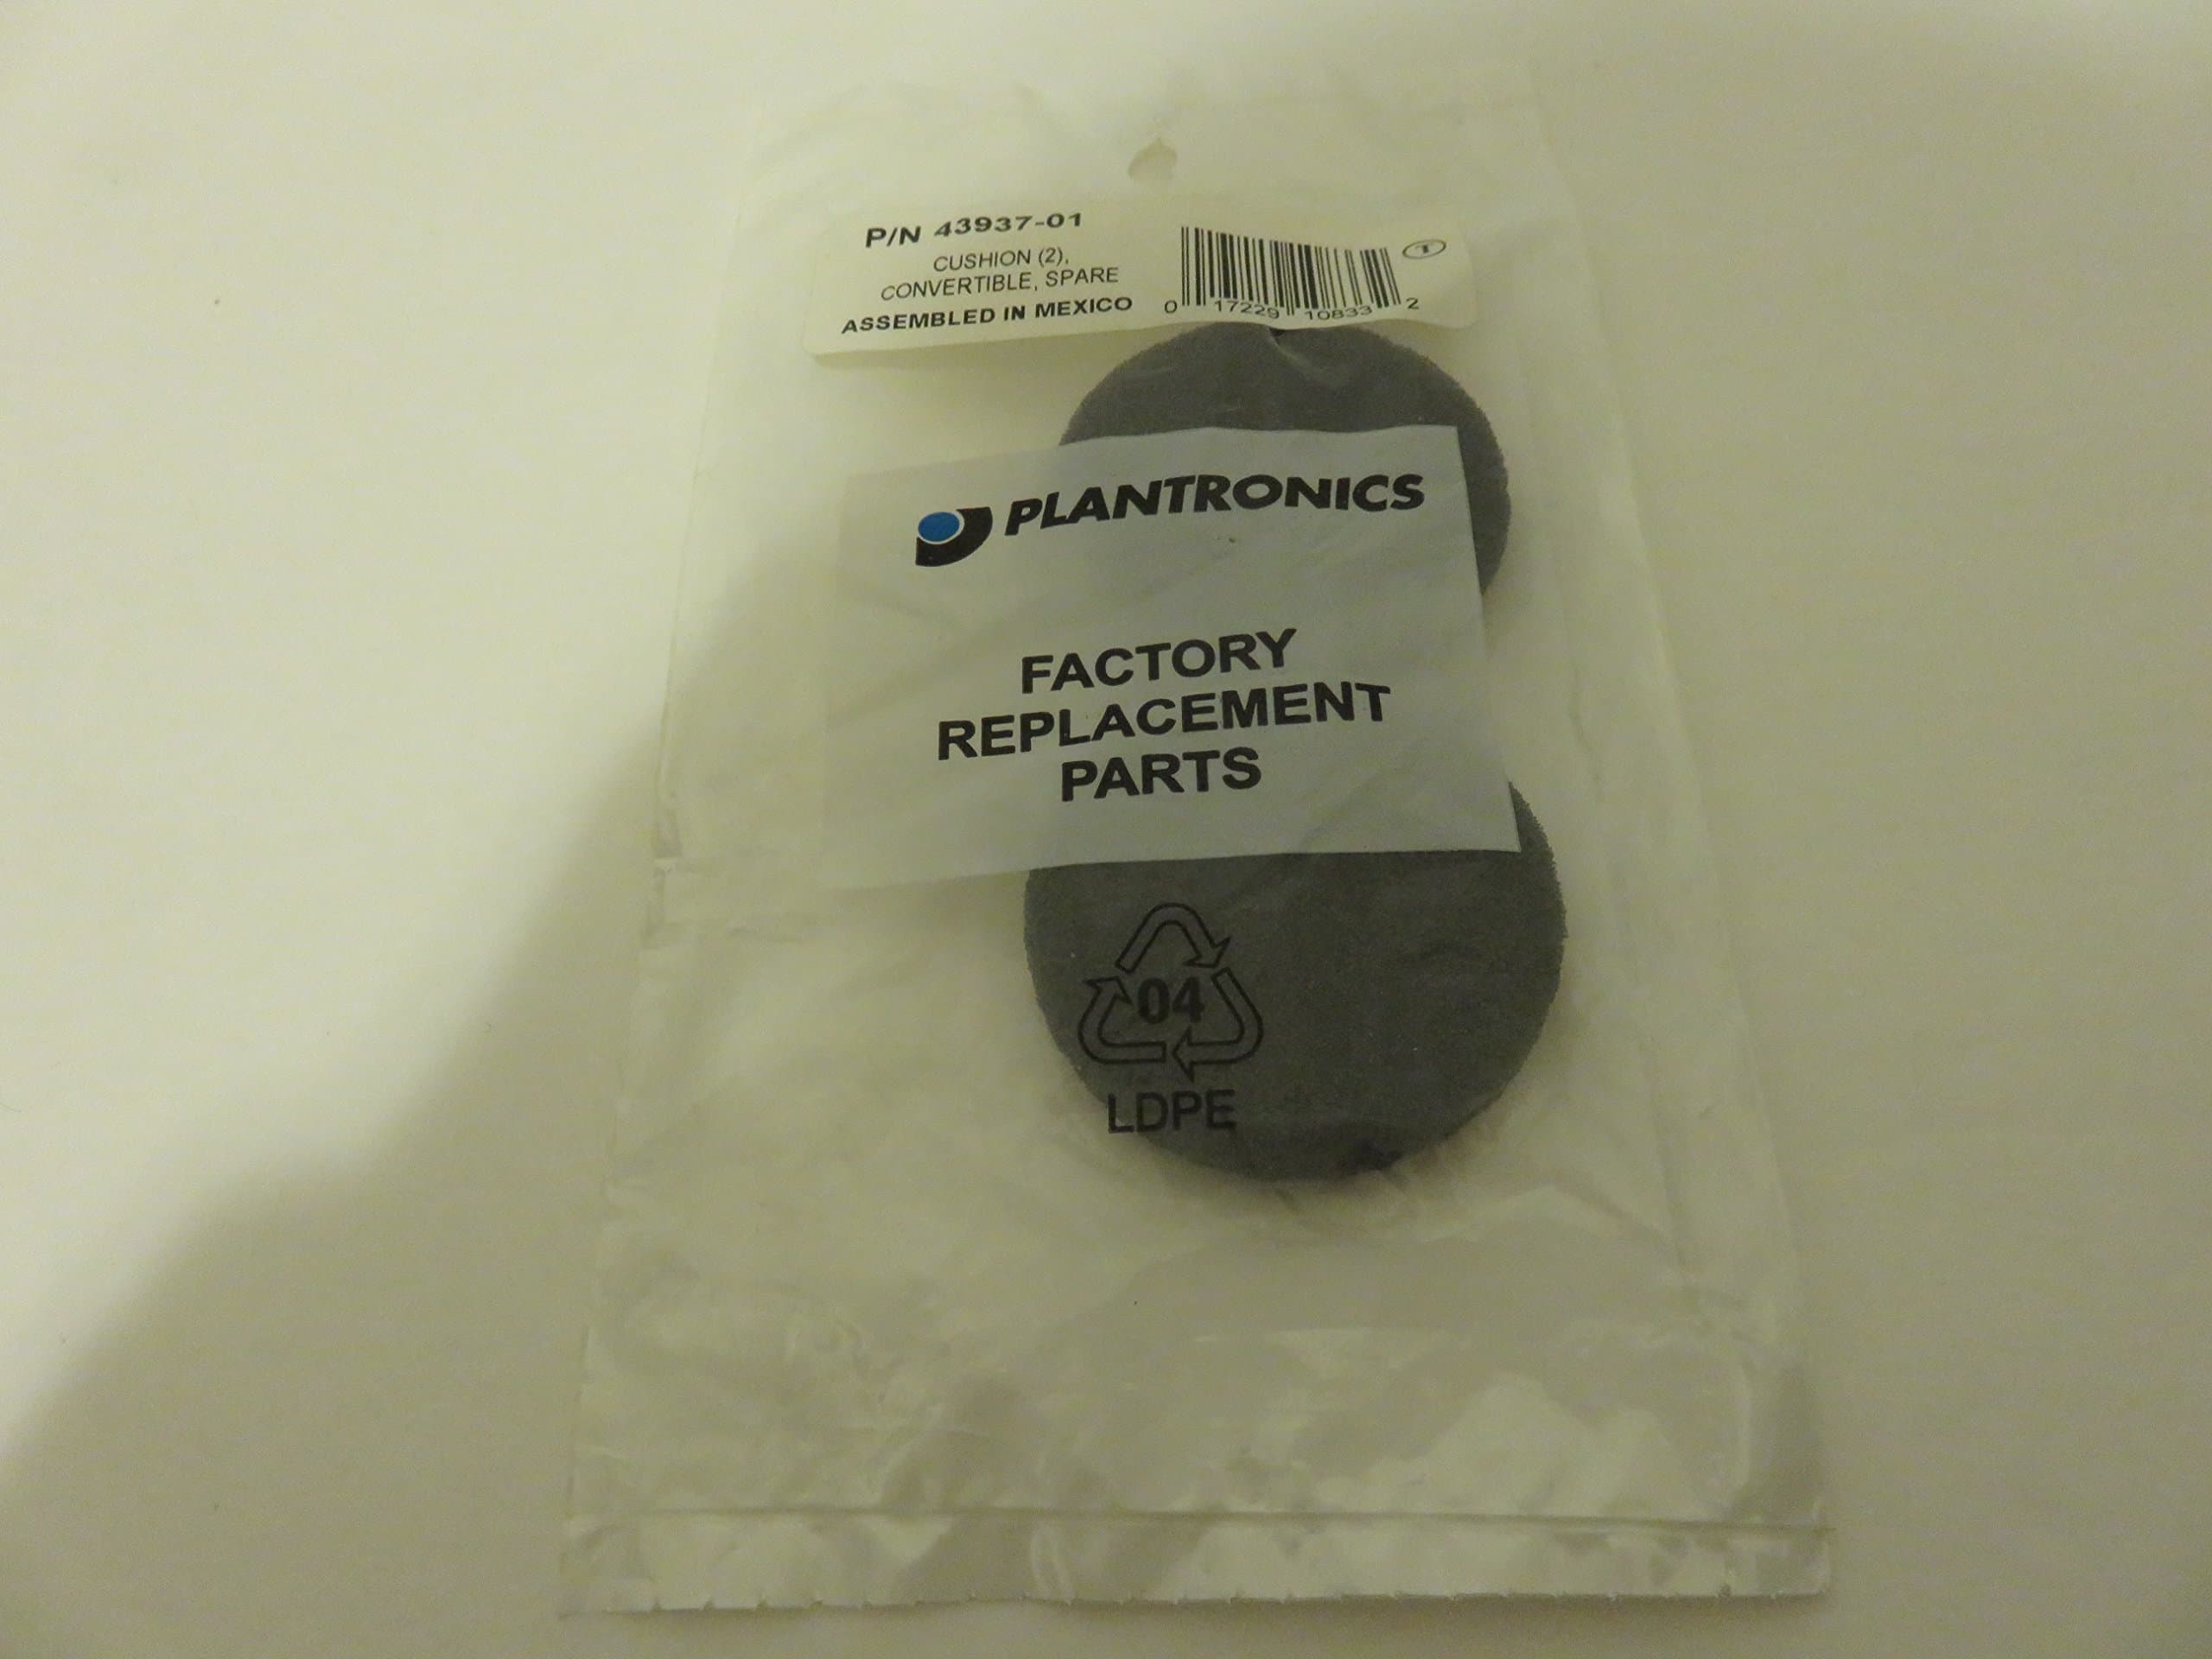 P/N 43937-01
CUSHION (2),
CONVERTIBLE, SPARE
ASSEMBLED IN MEXICO
0 17229 10833 2
T
PLANTRONICS
FACTORY
REPLACEMENT
PARTS
04
LDPE